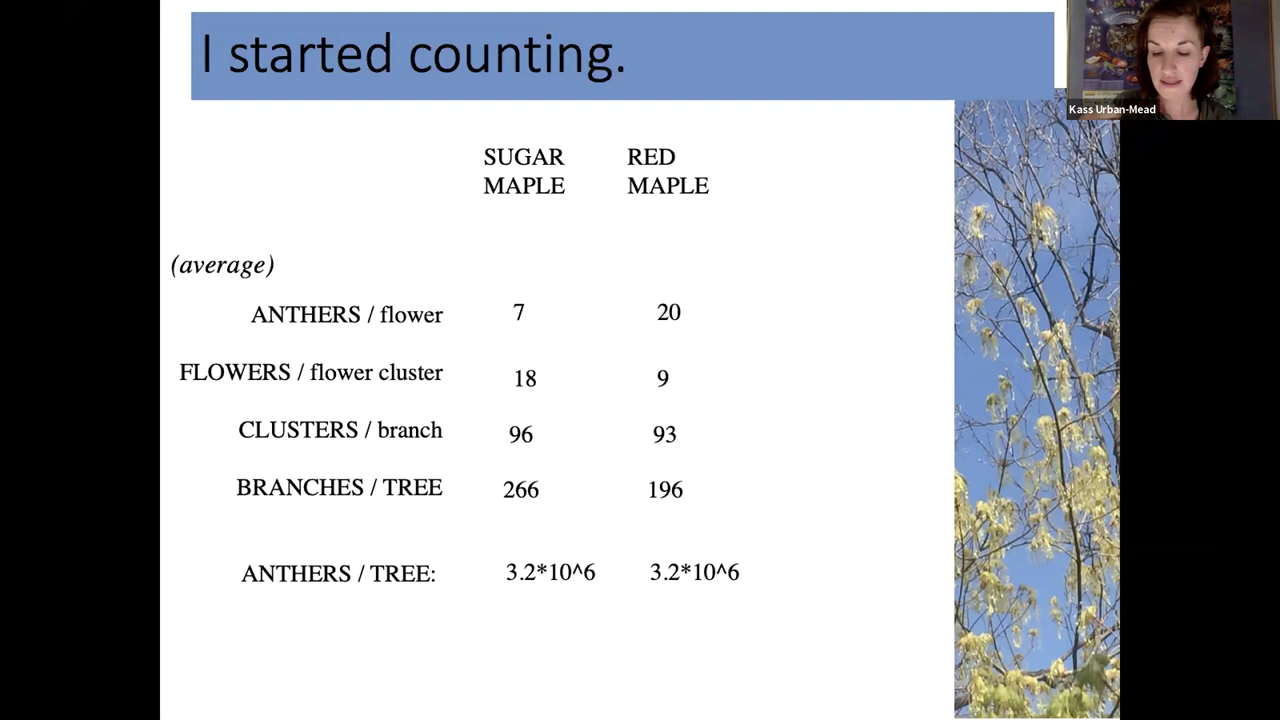 I started counting.
Kass Urban-Mead
SUGAR MAPLE
RED MAPLE
(average)
ANTHERS / flower 7 20
FLOWERS / flower cluster 18 9
CLUSTERS / branch 96 93
BRANCHES / TREE 266 196
ANTHERS / TREE: 3.2*10^6 3.2*10^6